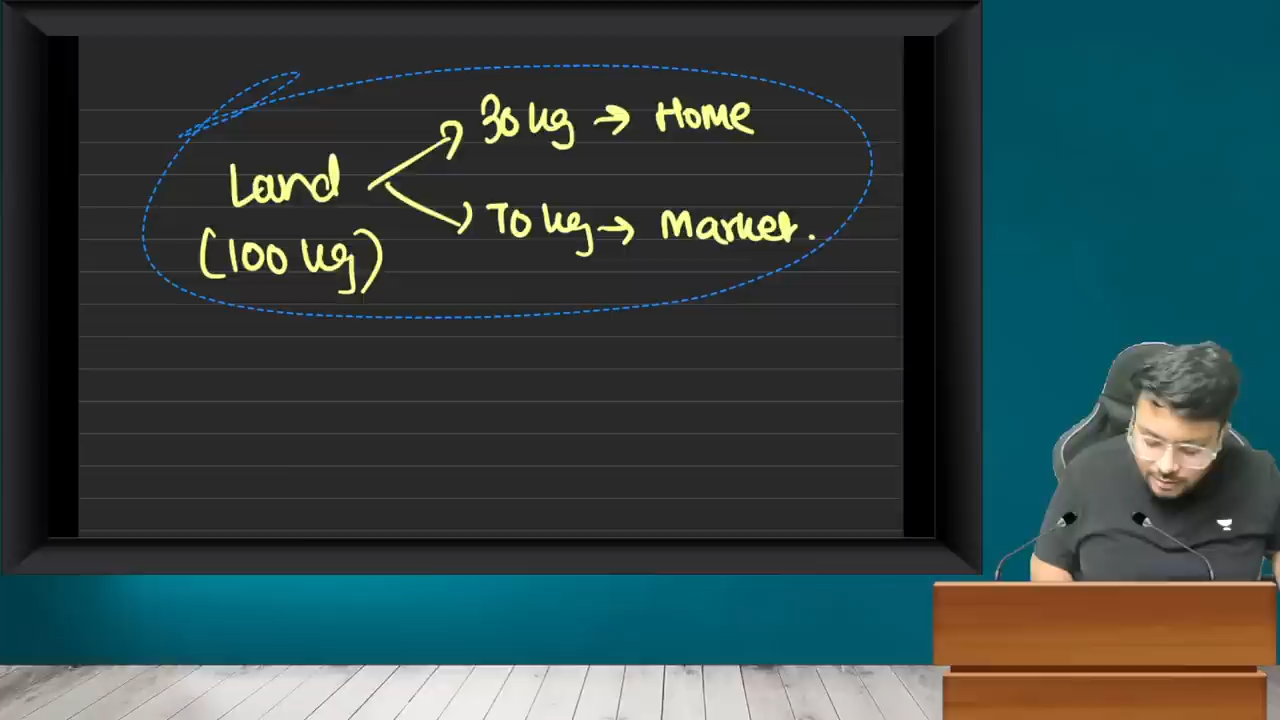 30 kg → Home
Land
(100 kg)
70 kg → Market.